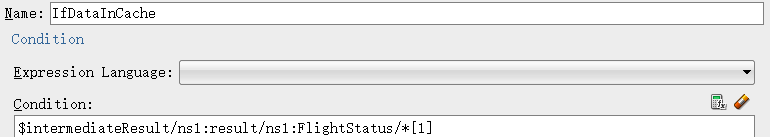 Name: IfDataInCache
Condition
Expression Language:
Condition:
$intermediateResult/ns1:result/ns1:FlightStatus/*[1]